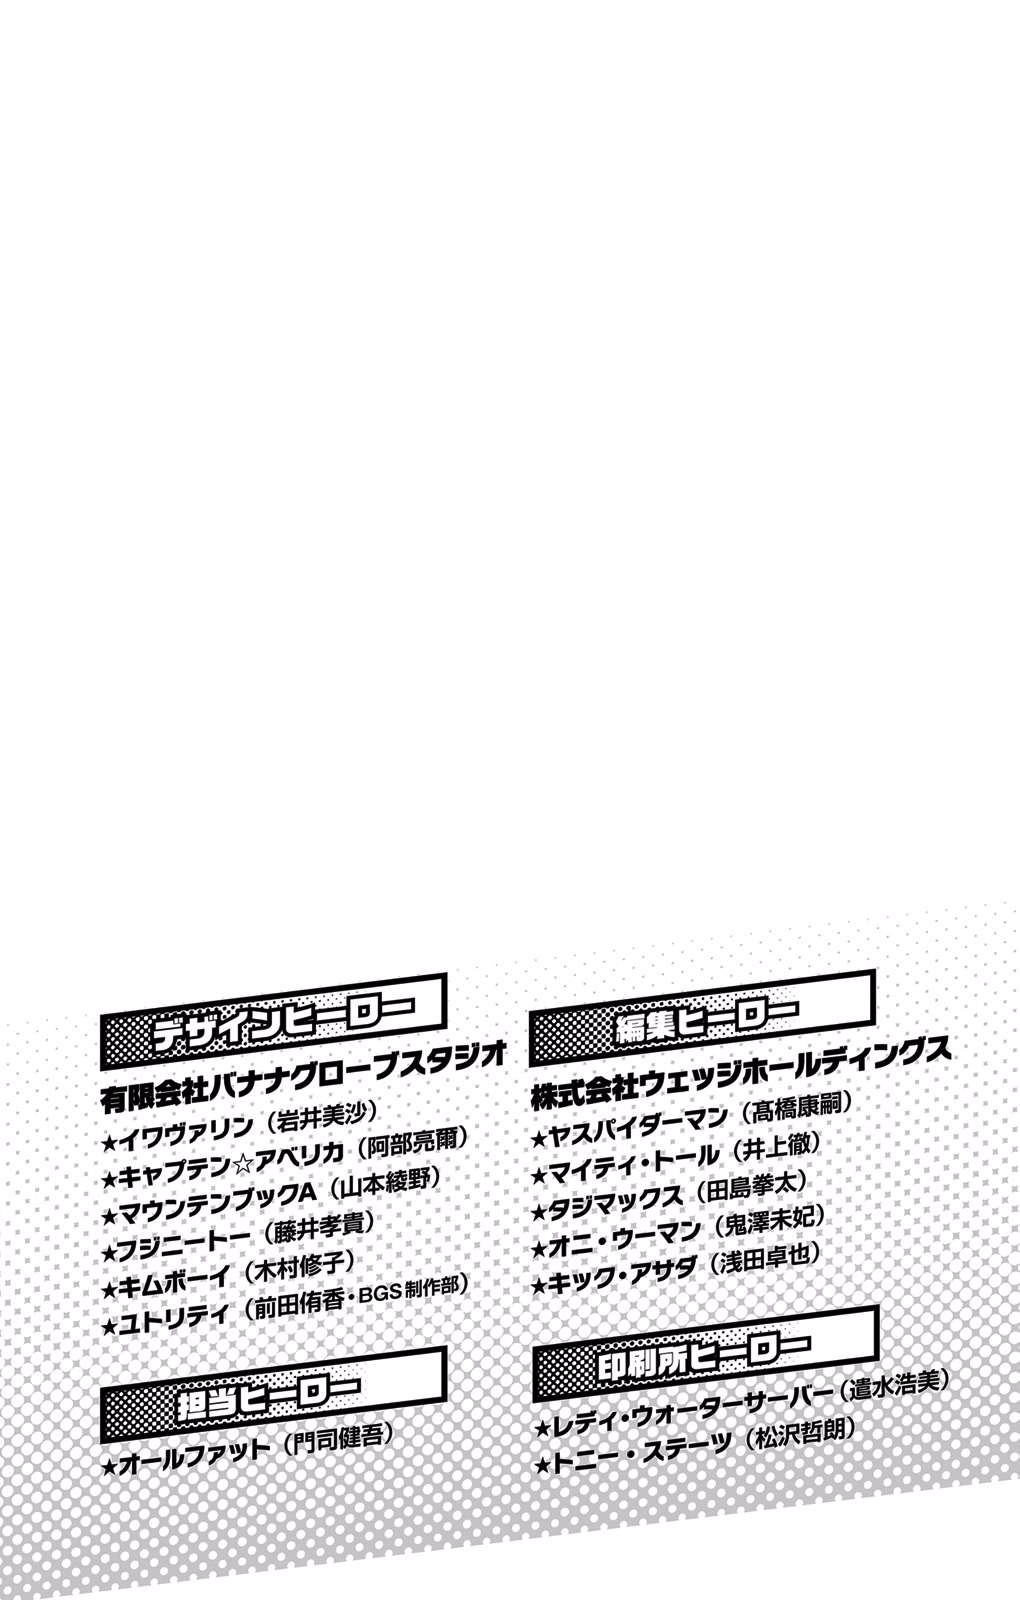 デザインヒーロー
有限会社バナナグローブスタジオ
★イワヴァリン（岩井美沙）
★キャプテン☆アベリカ（阿部亮爾）
★マウンテンブックA（山本綾野）
★フジニートー（藤井孝貴）
★キムボーイ（木村修子）
★ユトリティ（前田侑香・BGS制作部）
担当ヒーロー
★オールファット（門司健吾）
編集ヒーロー
株式会社ウェッジホールディングス
★ヤスパイダーマン（髙橋康嗣）
★マイティ・トール（井上徹）
★タジマックス（田島拳太）
★オニ・ウーマン（鬼澤未妃）
★キック・アサダ（浅田卓也）
印刷所ヒーロー
★レディ・ウォーターサーバー（遣水浩美）
★トニー・ステーツ（松沢哲朗）